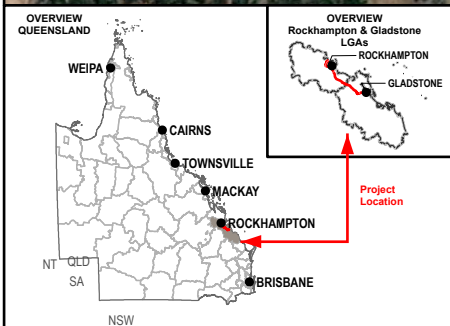 OVERVIEW
QUEENSLAND
WEIPA
CAIRNS
TOWNSVILLE
MACKAY
ROCKHAMPTON
BRISBANE
NT
QLD
SA
NSW
OVERVIEW
Rockhampton & Gladstone
LGAs
ROCKHAMPTON
GLADSTONE
Project
Location